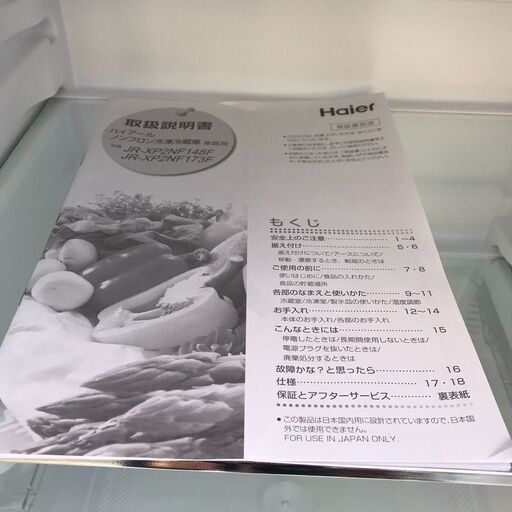 取扱説明書
ハイアール
ノンフロン冷凍冷蔵庫 家庭用
JR-XP2NF148F
JR-XP2NF173F
Haier
保証書別添
もくじ
安全上のご注意 ………………… 1~4
据え付け ………………… 5・6
据え付けについて/アースについて/
移動・運搬するとき、転居のときは
ご使用の前に ………………… 7・8
使いはじめに/食品の入れかた/
食品の貯蔵場所
各部のなまえと使いかた ………… 9~11
冷蔵室/冷凍室/製氷皿の使いかた/温度調節
お手入れ ………………… 12~14
本体のお手入れ/各部のお手入れ
こんなときには ………………… 15
停電したときは/長期間使用しないときは/
電源プラグを抜いたときは/
廃棄処分するときは
故障かな?と思ったら ………… 16
仕様 ………………… 17・18
保証とアフターサービス ………… 裏表紙
● この製品は日本国内用に設計されていますので、日本国
外では使用できません。
FOR USE IN JAPAN ONLY.